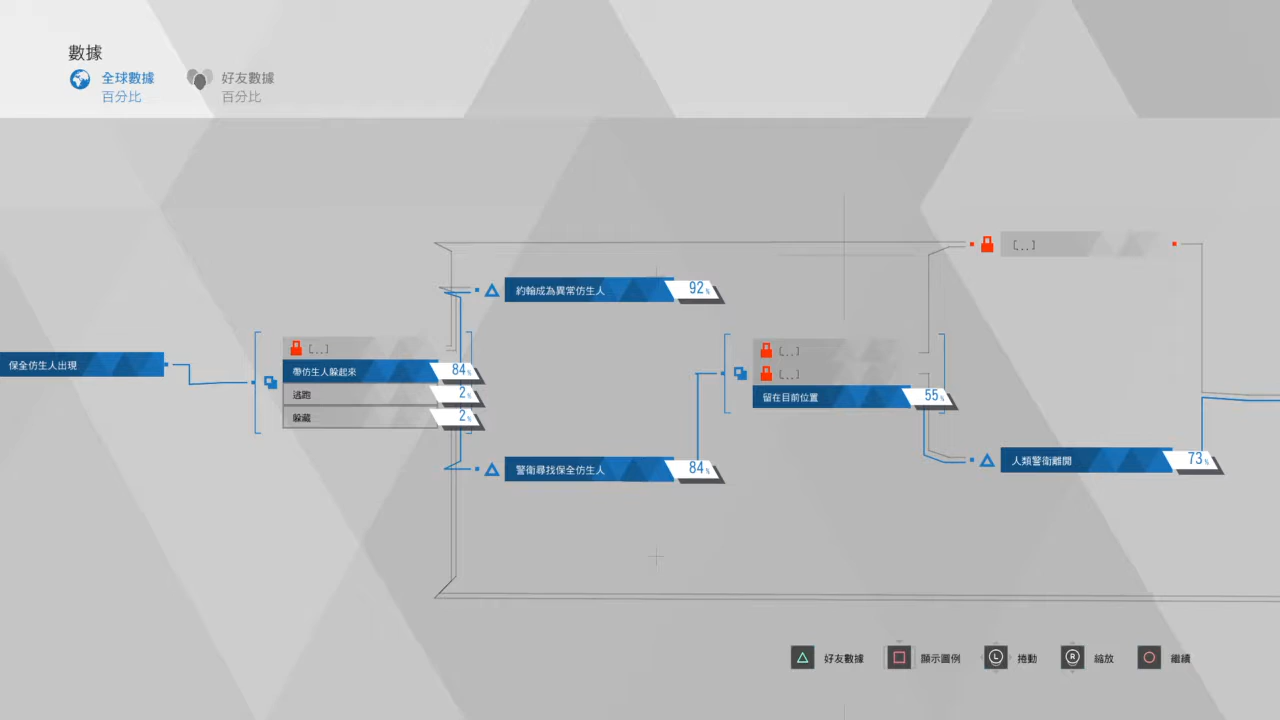 數據
全球數據
百分比
好友數據
百分比
[...]
約翰成為異常仿生人 92%
[...]
保全仿生人出現
帶仿生人躲起來 84%
逃跑 2%
躲藏 2%
[...]
[...]
留在目前位置 55%
警衛尋找保全仿生人 84%
人類警衛離開 73%
好友數據
顯示圖例
L 捲動
R 縮放
繼續